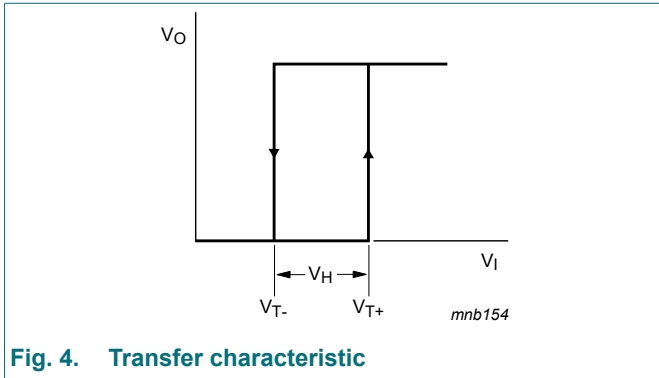 VO
VH
VI
VT-
VT+
mnb154
Fig. 4. Transfer characteristic